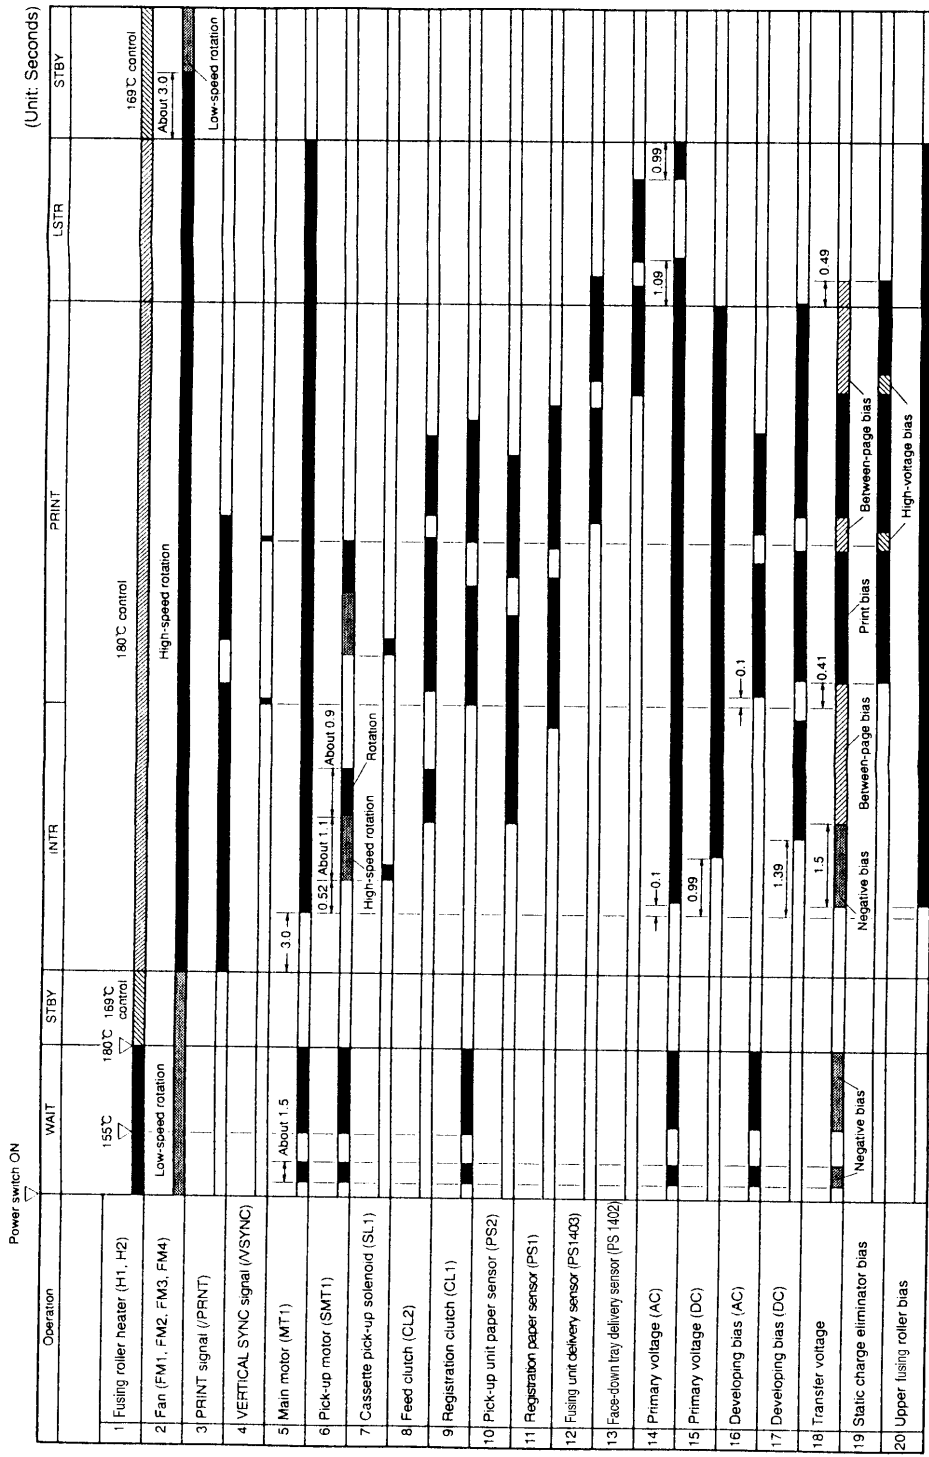 (Unit: Seconds)
Power switch ON
Operation
WAIT
STBY
INTR
PRINT
LSTR
STBY
155℃
180℃
169℃
control
180℃ control
169℃ control
1 Fusing roller heater (H1, H2)
2 Fan (FM1, FM2, FM3, FM4)
Low-speed rotation
High-speed rotation
About 3.0
Low-speed rotation
3 PRINT signal (/PRNT)
4 VERTICAL SYNC signal (/VSYNC)
5 Main motor (MT1)
About 1.5
3.0
6 Pick-up motor (SMT1)
0.52
About 1.1
About 0.9
High-speed rotation
Rotation
7 Cassette pick-up solenoid (SL1)
8 Feed clutch (CL2)
9 Registration clutch (CL1)
10 Pick-up unit paper sensor (PS2)
11 Registration paper sensor (PS1)
12 Fusing unit delivery sensor (PS1403)
13 Face-down tray delivery sensor (PS 1402)
14 Primary voltage (AC)
0.1
1.09
0.99
15 Primary voltage (DC)
0.99
16 Developing bias (AC)
0.1
17 Developing bias (DC)
1.39
18 Transfer voltage
1.5
0.41
0.49
Negative bias
Negative bias
Between-page bias
Print bias
Between-page bias
19 Static charge eliminator bias
High-voltage bias
20 Upper fusing roller bias